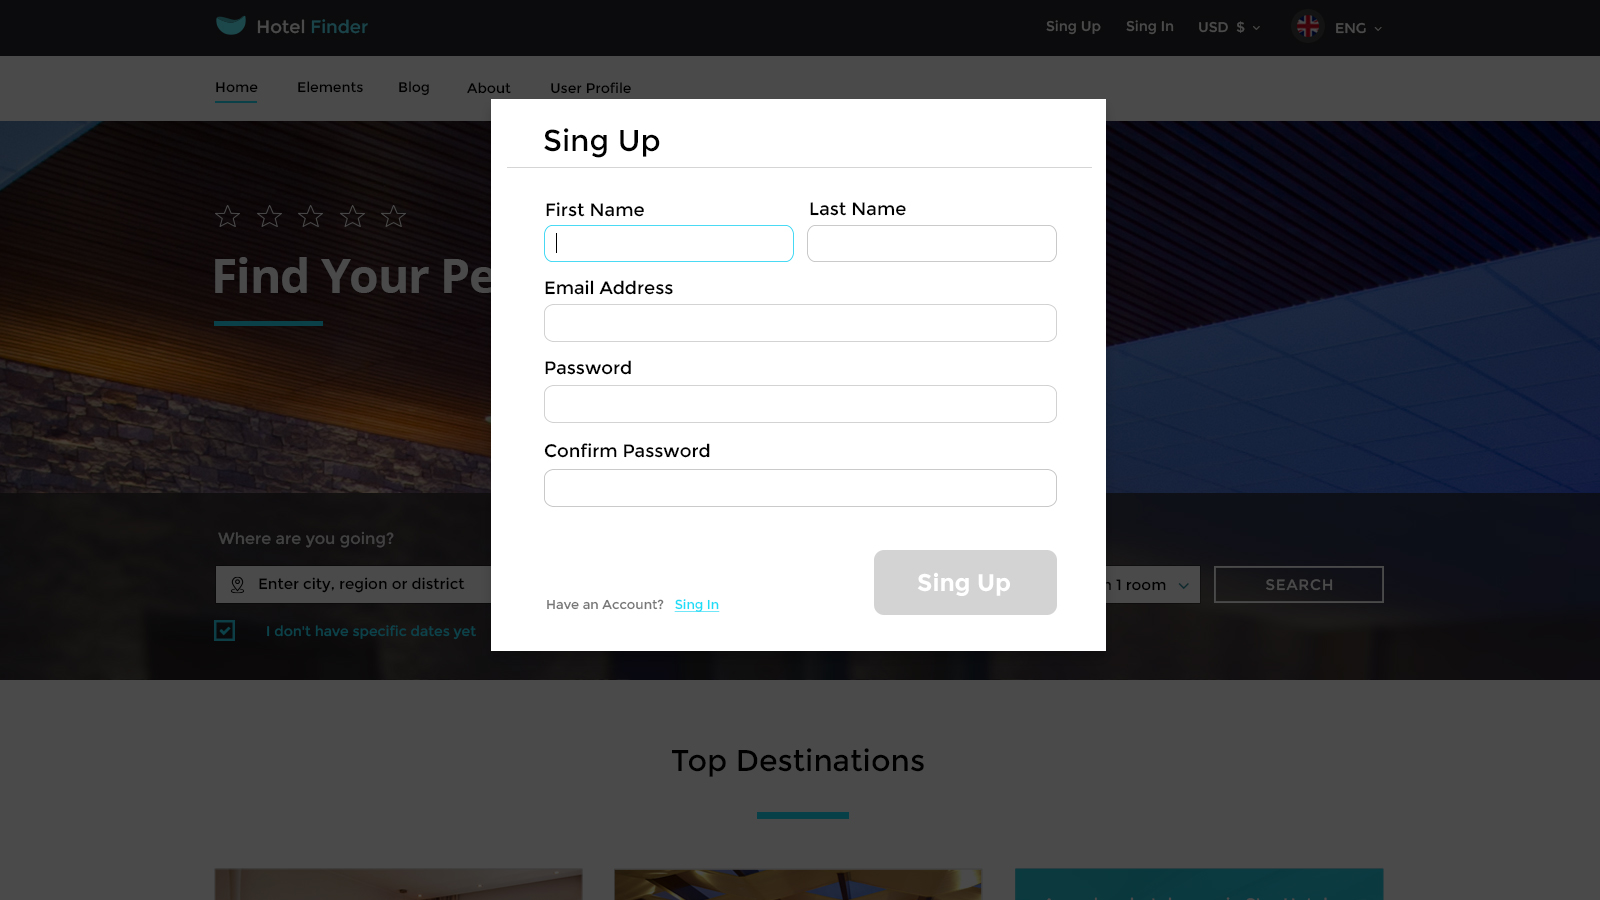 Hotel Finder
Sing Up
Sing In
USD $
ENG
Home
Elements
Blog
About
User Profile
Sing Up
First Name
Last Name
Email Address
Password
Confirm Password
Have an Account? Sing In
Sing Up
Find Your Pe
Where are you going?
Enter city, region or district
1 room
SEARCH
I don't have specific dates yet
Top Destinations